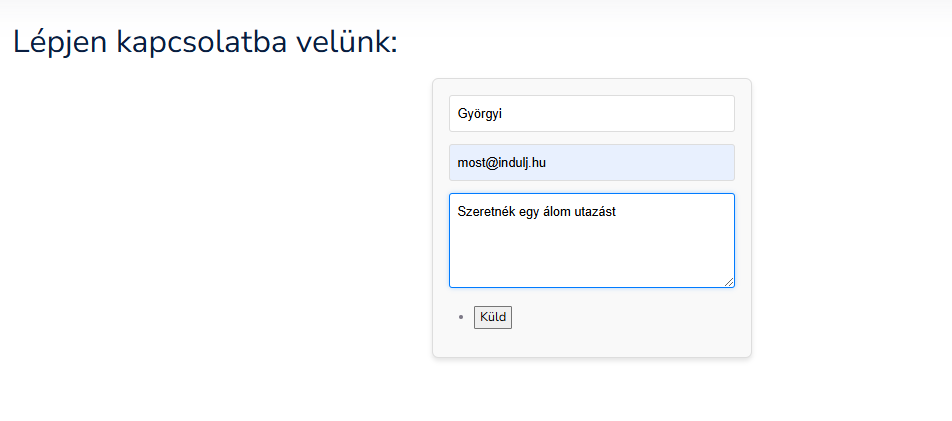 Lépjen kapcsolatba velünk:
Györgyi
most@indulj.hu
Szeretnék egy álom utazást
Küld